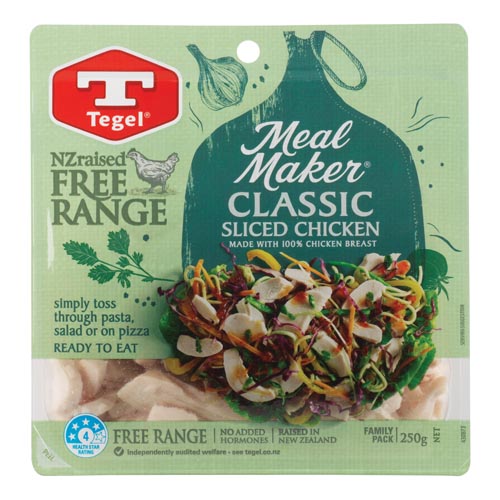 T
Tegel®
NZraised
FREE
RANGE
Meal
Maker®
CLASSIC
SLICED CHICKEN
MADE WITH 100% CHICKEN BREAST
simply toss
through pasta,
salad or on pizza
READY TO EAT
4
HEALTH STAR
RATING
FREE RANGE
NO ADDED
HORMONES
RAISED IN
NEW ZEALAND
FAMILY
PACK
250g
NET
Independently audited welfare - see tegel.co.nz
SERVING SUGGESTION